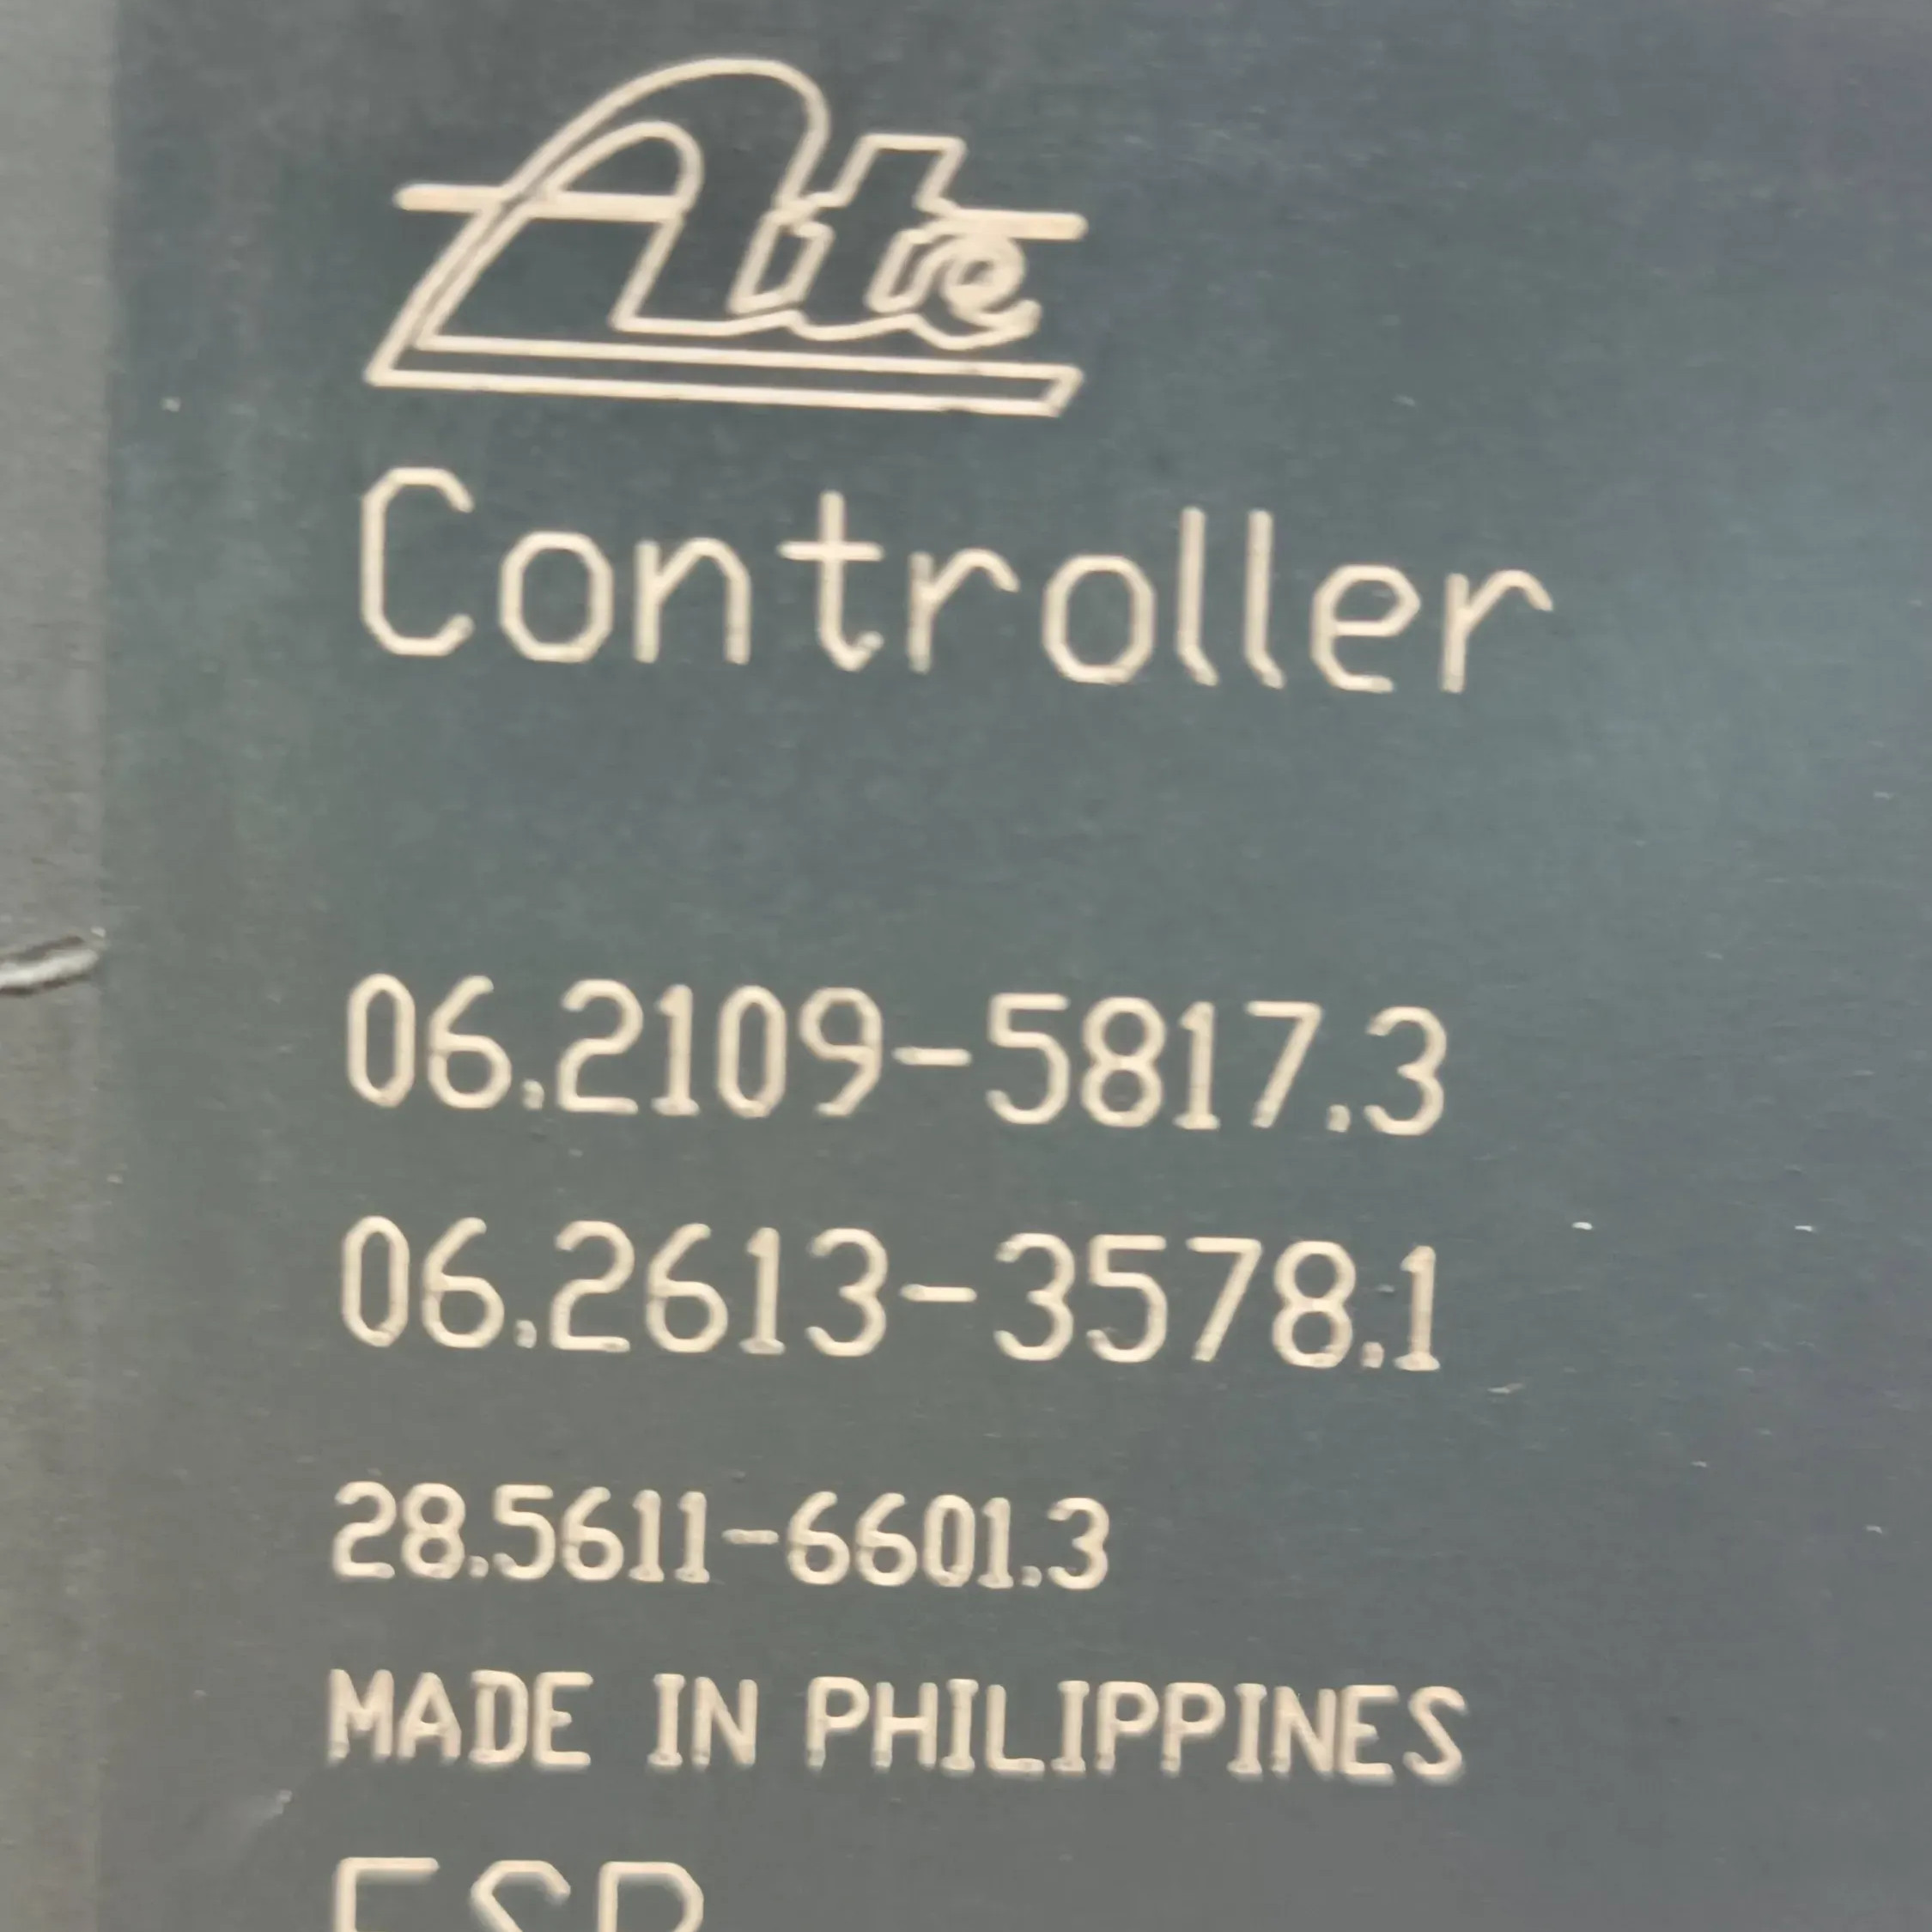 Ate
Controller
06.2109-5817.3
06.2613-3578.1
28.5611-6601.3
MADE IN PHILIPPINES